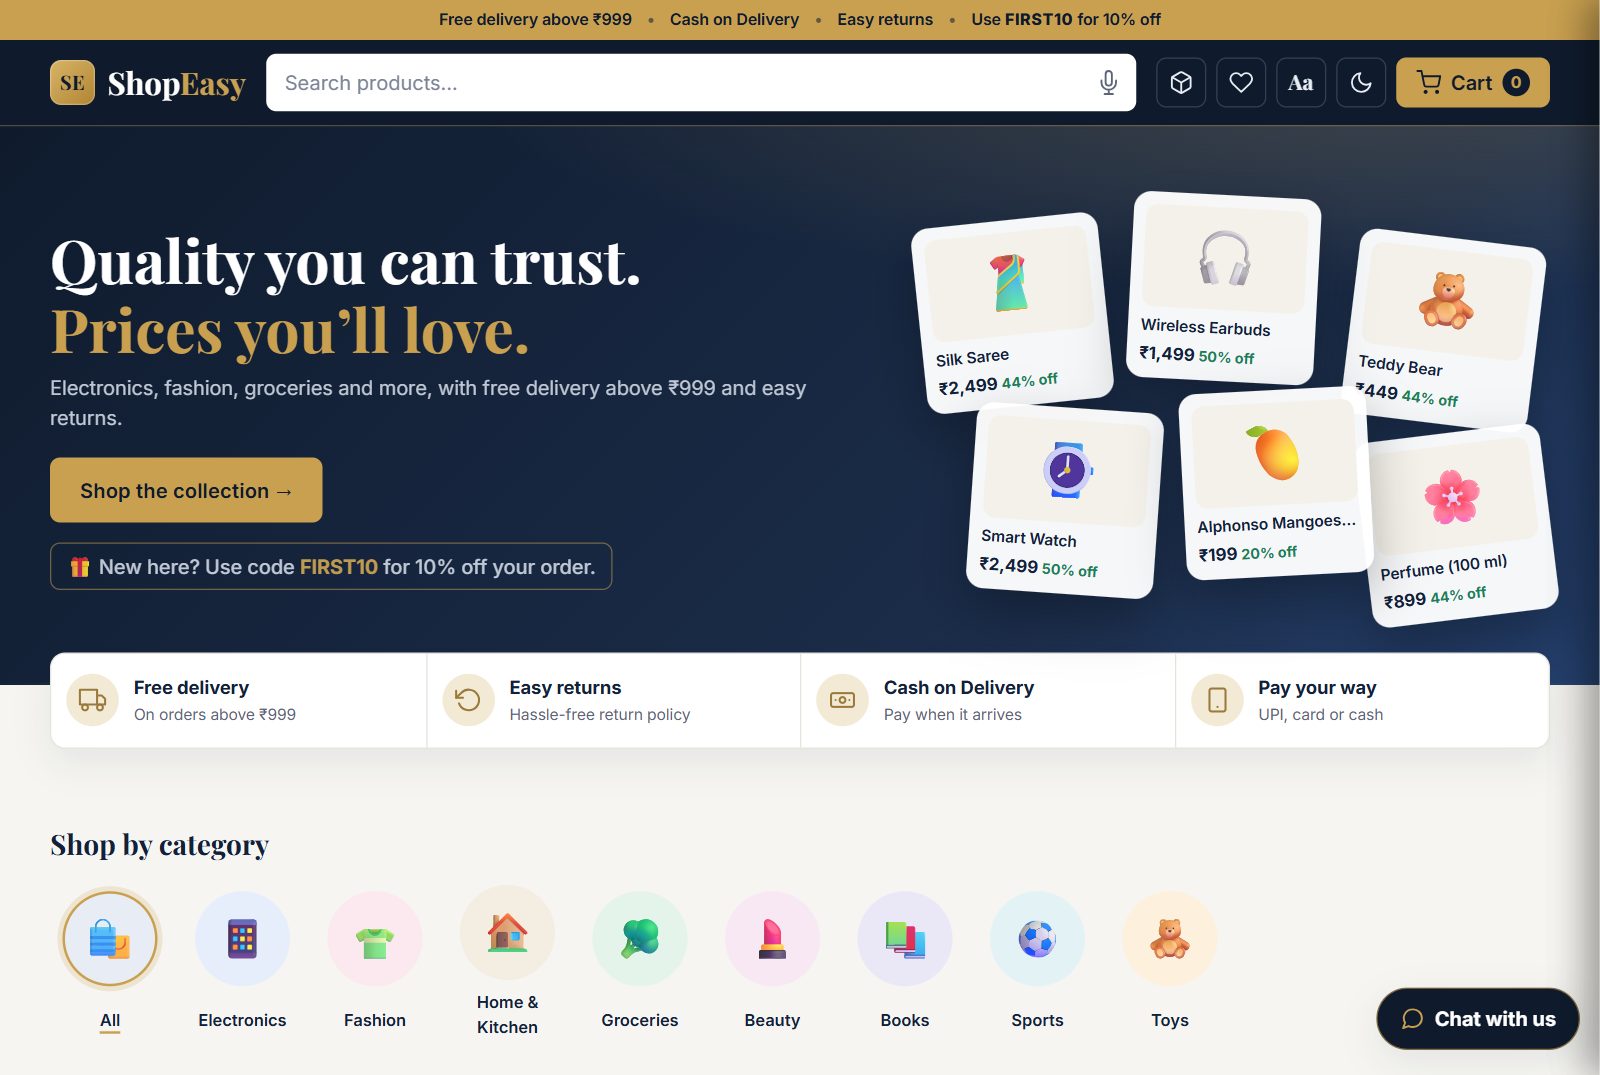 Free delivery above ₹999 • Cash on Delivery • Easy returns • Use FIRST10 for 10% off
SE ShopEasy
Search products...
Aa
Cart 0
Quality you can trust.
Prices you’ll love.
Electronics, fashion, groceries and more, with free delivery above ₹999 and easy
returns.
Shop the collection →
New here? Use code FIRST10 for 10% off your order.
Silk Saree
₹2,499 44% off
Wireless Earbuds
₹1,499 50% off
Teddy Bear
₹449 44% off
Smart Watch
₹2,499 50% off
Alphonso Mangoes...
₹199 20% off
Perfume (100 ml)
₹899 44% off
Free delivery
On orders above ₹999
Easy returns
Hassle-free return policy
Cash on Delivery
Pay when it arrives
Pay your way
UPI, card or cash
Shop by category
All
Electronics
Fashion
Home &
Kitchen
Groceries
Beauty
Books
Sports
Toys
Chat with us